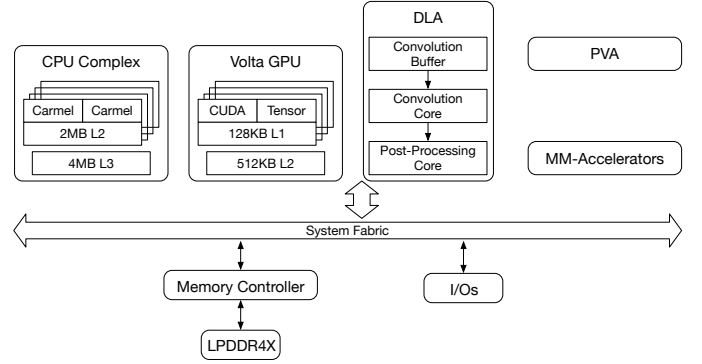 CPU Complex
Carmel Carmel
2MB L2
4MB L3
Volta GPU
CUDA Tensor
128KB L1
512KB L2
DLA
Convolution
Buffer
Convolution
Core
Post-Processing
Core
PVA
MM-Accelerators
System Fabric
Memory Controller
I/Os
LPDDR4X